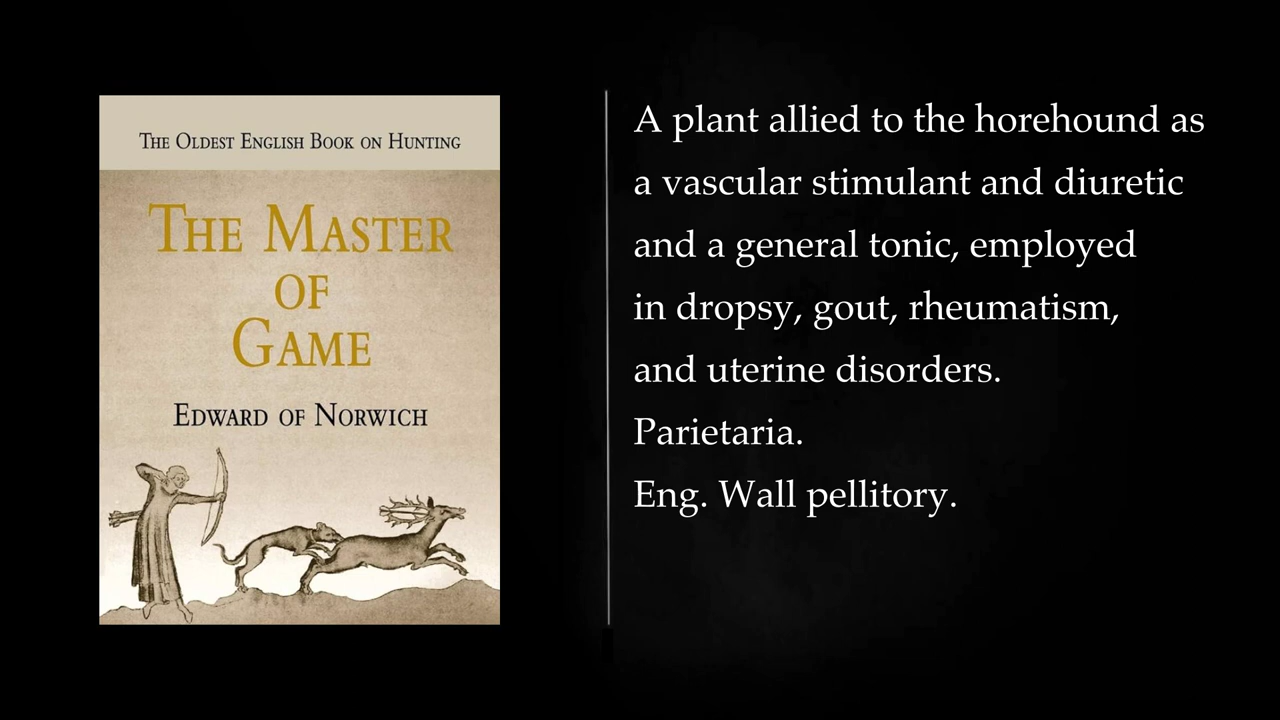 THE OLDEST ENGLISH BOOK ON HUNTING
THE MASTER
OF
GAME
EDWARD OF NORWICH
A plant allied to the horehound as
a vascular stimulant and diuretic
and a general tonic, employed
in dropsy, gout, rheumatism,
and uterine disorders.
Parietaria.
Eng. Wall pellitory.